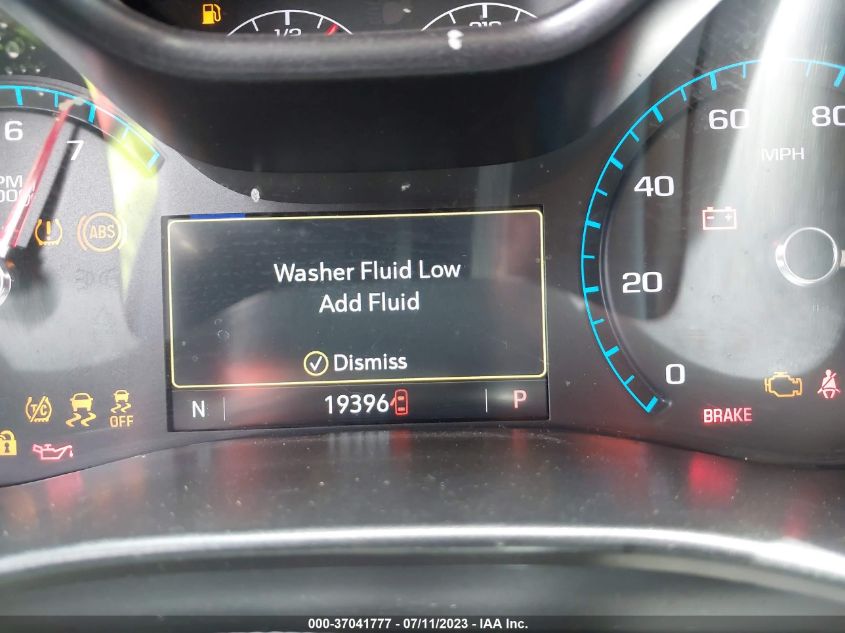 1/2
210
6
7
60
80
MPH
40
ABS
Washer Fluid Low
Add Fluid
20
Dismiss
0
N
19396
P
T/C
OFF
BRAKE
000-37041777 - 07/11/2023 - IAA Inc.